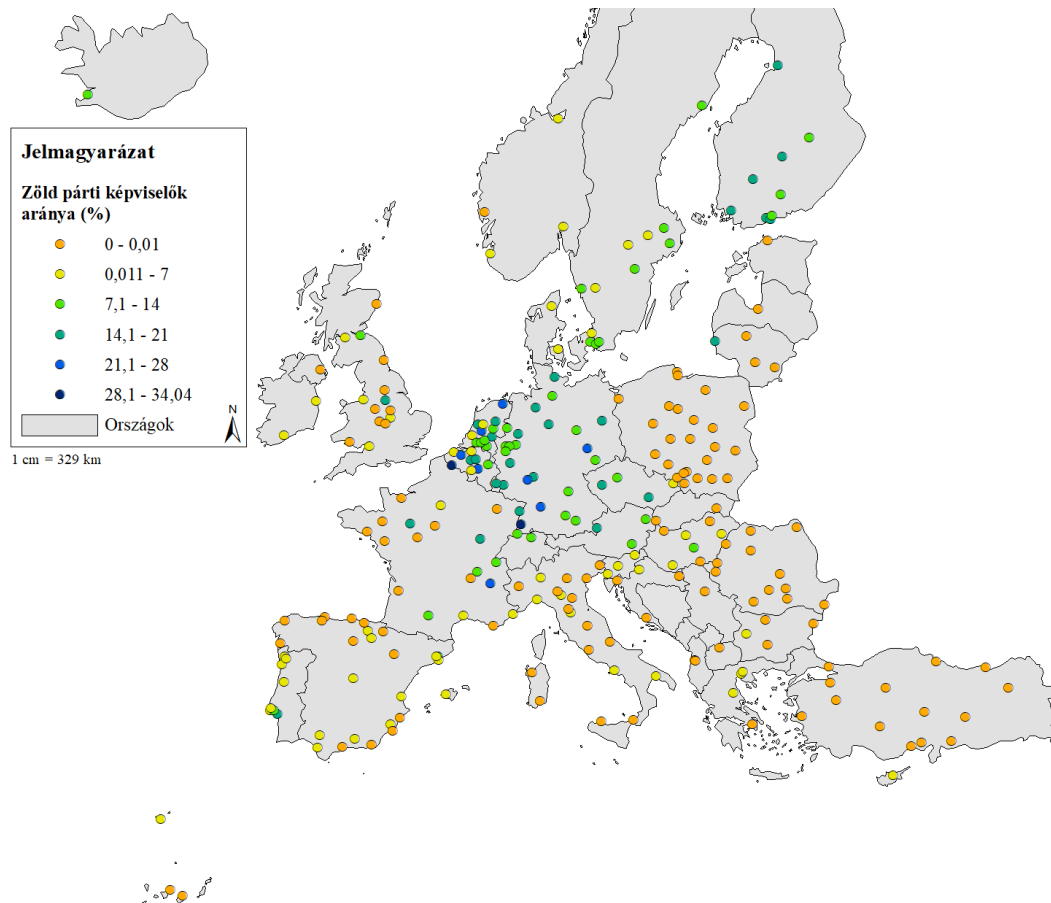 Jelmagyarázat
Zöld párti képviselők
aránya (%)
0 - 0,01
0,011 - 7
7,1 - 14
14,1 - 21
21,1 - 28
28,1 - 34,04
Országok
N
1 cm = 329 km